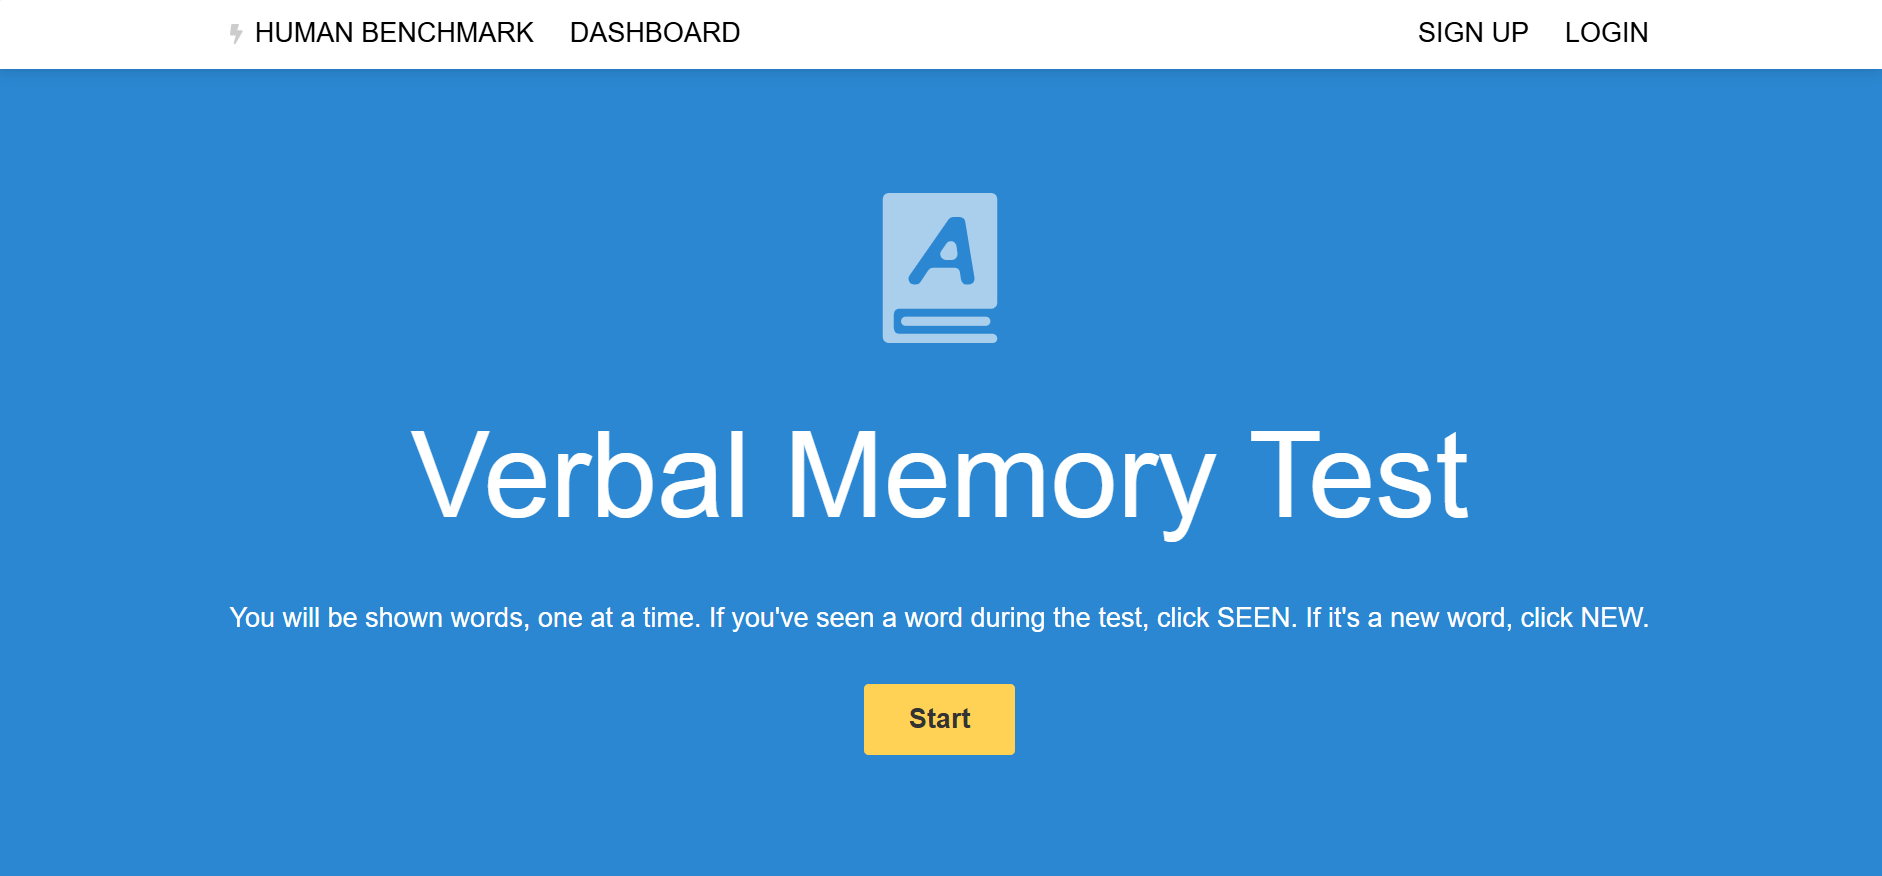 HUMAN BENCHMARK DASHBOARD SIGN UP LOGIN
A
Verbal Memory Test
You will be shown words, one at a time. If you've seen a word during the test, click SEEN. If it's a new word, click NEW.
Start